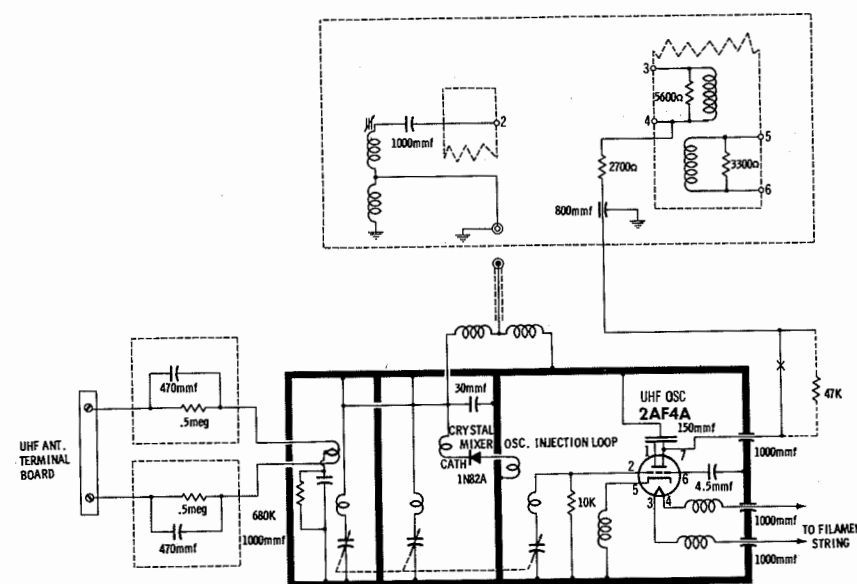 3
5600Ω
4
2
1000mmf
5
2700Ω
3300Ω
6
800mmf
47K
470mmf
.5meg
30mmf
UHF OSC
2AF4A
150mmf
UHF ANT.
TERMINAL
BOARD
CRYSTAL
MIXER
OSC. INJECTION LOOP
CATH
1N82A
1
7
1000mmf
2
6
4.5mmf
5
3
4
.5meg
470mmf
680K
1000mmf
10K
1000mmf
TO FILAMEN
STRING
1000mmf